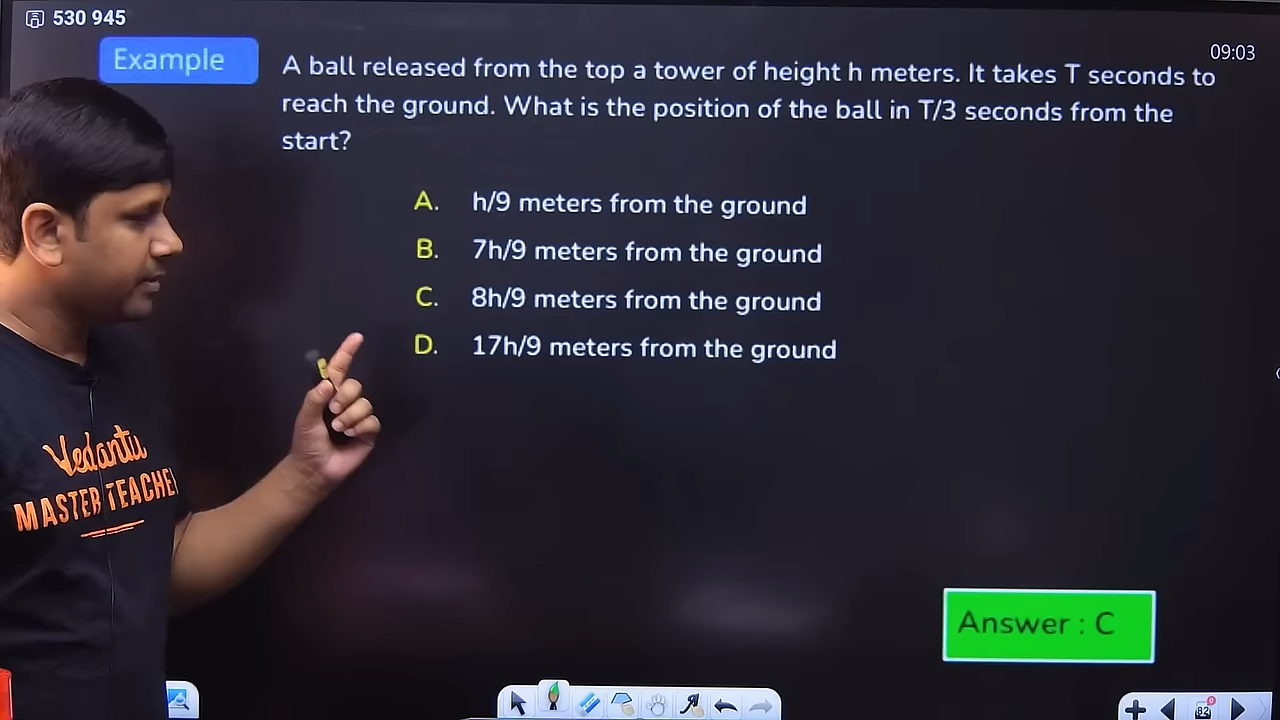 530 945
09:03
Example
A ball released from the top a tower of height h meters. It takes T seconds to
reach the ground. What is the position of the ball in T/3 seconds from the
start?
A. h/9 meters from the ground
B. 7h/9 meters from the ground
C. 8h/9 meters from the ground
D. 17h/9 meters from the ground
Vedantu
MASTER TEACHER
Answer : C
82